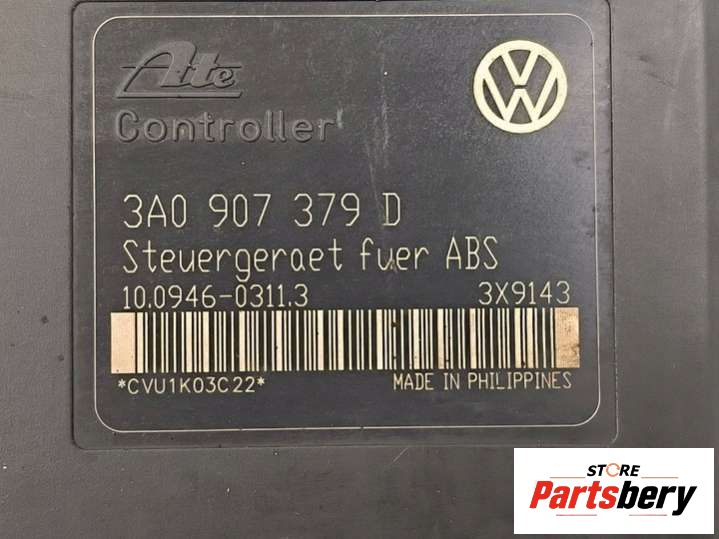 Ate
Controller
3A0 907 379 D
Steuergeraet fuer ABS
10.0946-0311.3 3X9143
*CVU1K03C22* MADE IN PHILIPPINES
STORE
Partsbery